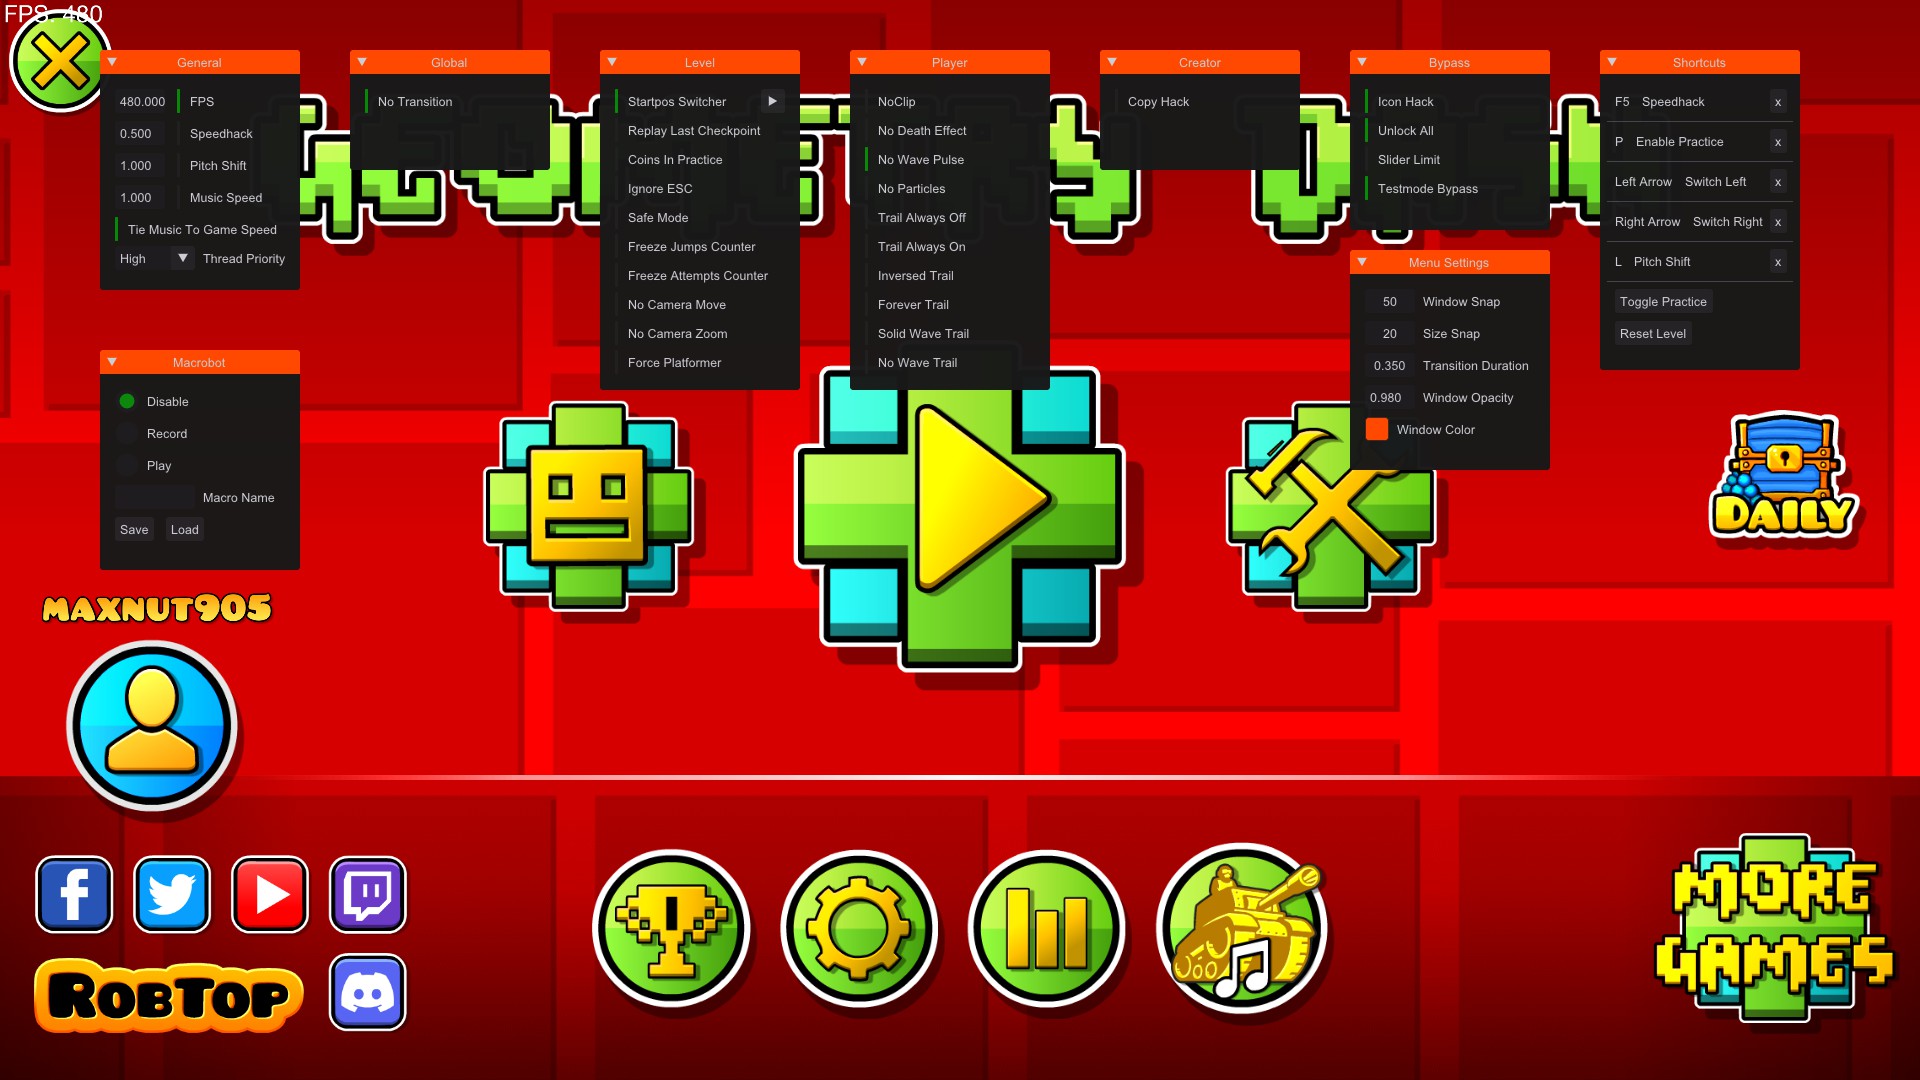 FPS: 480
General
480.000 FPS
0.500 Speedhack
1.000 Pitch Shift
1.000 Music Speed
Tie Music To Game Speed
High Thread Priority
Macrobot
Disable
Record
Play
Macro Name
Save Load
Global
No Transition
Level
Startpos Switcher
Replay Last Checkpoint
Coins In Practice
Ignore ESC
Safe Mode
Freeze Jumps Counter
Freeze Attempts Counter
No Camera Move
No Camera Zoom
Force Platformer
Player
NoClip
No Death Effect
No Wave Pulse
No Particles
Trail Always Off
Trail Always On
Inversed Trail
Forever Trail
Solid Wave Trail
No Wave Trail
Creator
Copy Hack
Bypass
Icon Hack
Unlock All
Slider Limit
Testmode Bypass
Menu Settings
50 Window Snap
20 Size Snap
0.350 Transition Duration
0.980 Window Opacity
Window Color
Shortcuts
F5 Speedhack x
P Enable Practice x
Left Arrow Switch Left x
Right Arrow Switch Right x
L Pitch Shift x
Toggle Practice
Reset Level
DAILY
MAXNUT905
ROBTOP
MORE
GAMES